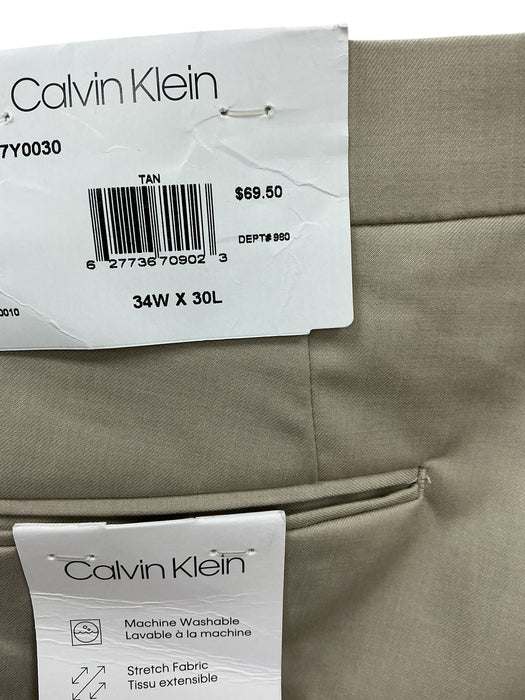 Calvin Klein
7Y0030
TAN
$69.50
DEPT# 980
6 27736 70902 3
34W X 30L
0010
Calvin Klein
Machine Washable
Lavable à la machine
Stretch Fabric
Tissu extensible